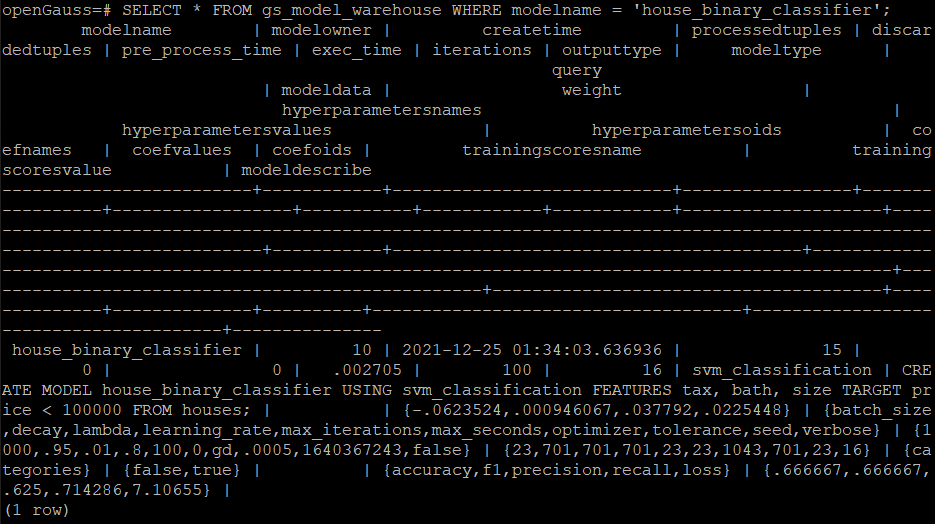 openGauss=# SELECT * FROM gs_model_warehouse WHERE modelname = 'house_binary_classifier';
        modelname        | modelowner |         createtime         | processedtuples | discar
dedtuples | pre_process_time | exec_time | iterations | outputtype |     modeltype      |
                                                       query
                          | modeldata |                 weight                  |
                            hyperparametersnames                                         |
            hyperparametersvalues               |          hyperparametersoids          |  co
efnames   |  coefvalues  | coefoids |         trainingscoresname          |          training
scoresvalue           | modeldescribe
-------------------------+------------+----------------------------+-----------------+-------
----------+------------------+-----------+------------+------------+--------------------+----
---------------------------------------------------------------------------------------------
--------------------------+-----------+-----------------------------------------+------------
-----------------------------------------------------------------------------------------+---
------------------------------------------------+---------------------------------------+----
----------+--------------+----------+-------------------------------------+------------------
----------------------+---------------
 house_binary_classifier |         10 | 2021-12-25 01:34:03.636936 |              15 |
        0 |                0 |   .002705 |        100 |         16 | svm_classification | CRE
ATE MODEL house_binary_classifier USING svm_classification FEATURES tax, bath, size TARGET pr
ice < 100000 FROM houses; |           | {-.0623524,.000946067,.037792,.0225448} | {batch_size
,decay,lambda,learning_rate,max_iterations,max_seconds,optimizer,tolerance,seed,verbose} | {1
000,.95,.01,.8,100,0,gd,.0005,1640367243,false} | {23,701,701,701,23,23,1043,701,23,16} | {ca
tegories} | {false,true} |          | {accuracy,f1,precision,recall,loss} | {.666667,.666667,
.625,.714286,7.10655} |
(1 row)